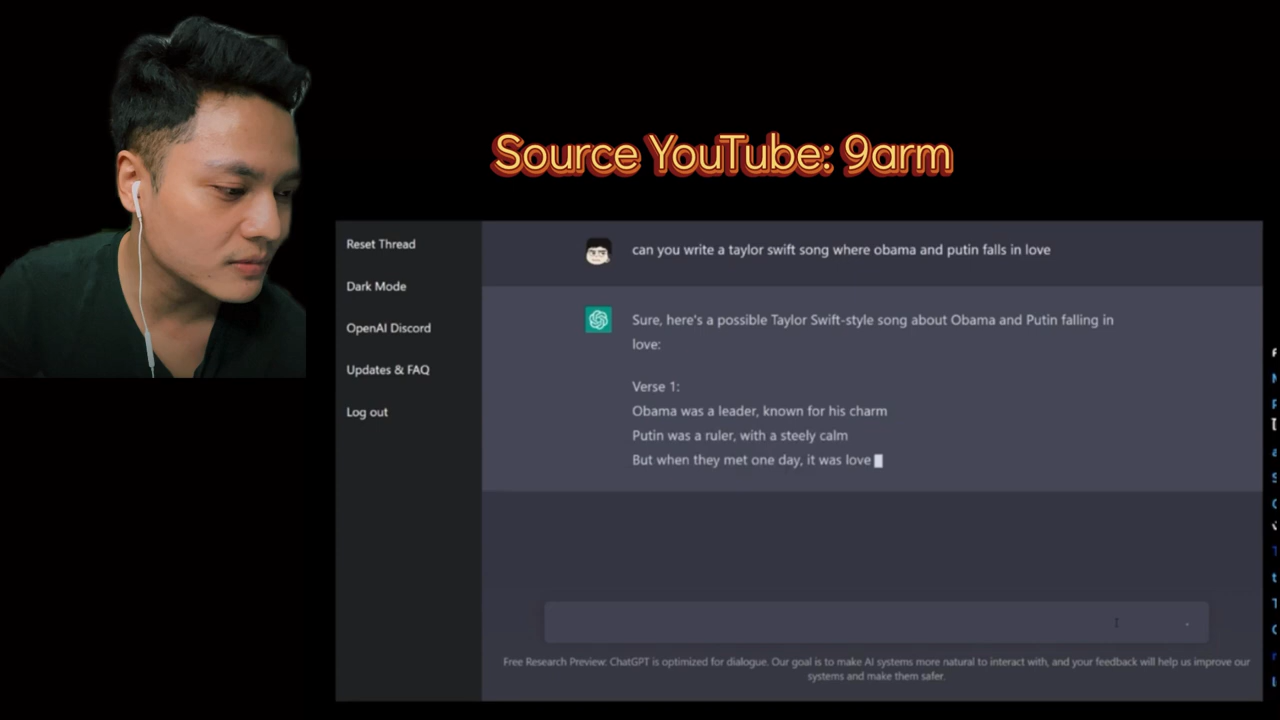 Source YouTube: 9arm
Reset Thread
Dark Mode
OpenAI Discord
Updates & FAQ
Log out
can you write a taylor swift song where obama and putin falls in love
Sure, here's a possible Taylor Swift-style song about Obama and Putin falling in
love:
Verse 1:
Obama was a leader, known for his charm
Putin was a ruler, with a steely calm
But when they met one day, it was love
Free Research Preview: ChatGPT is optimized for dialogue. Our goal is to make AI systems more natural to interact with, and your feedback will help us improve our
systems and make them safer.